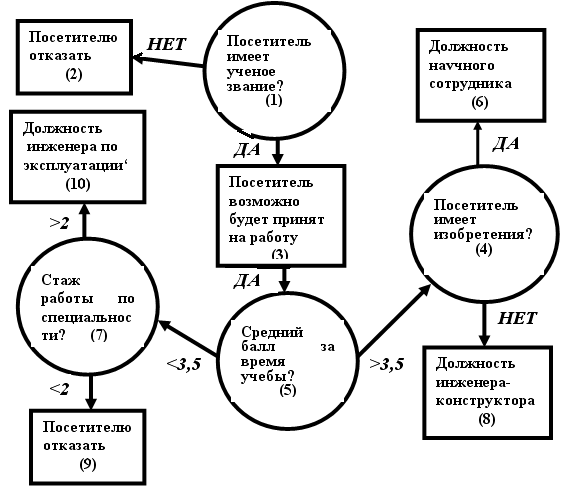 Посетителю
отказать
(2)
НЕТ
Посетитель
имеет
ученое
звание?
(1)
Должность
научного
сотрудника
(6)
Должность
инженера по
эксплуатации‘
(10)
ДА
ДА
Посетитель
возможно
будет принят
на работу
(3)
Посетитель
имеет
изобретения?
(4)
>2
ДА
Стаж
работы по
специальнос
ти? (7)
Средний
балл за
время
учебы?
(5)
<3,5
>3,5
НЕТ
<2
Должность
инженера-
конструктора
(8)
Посетителю
отказать
(9)